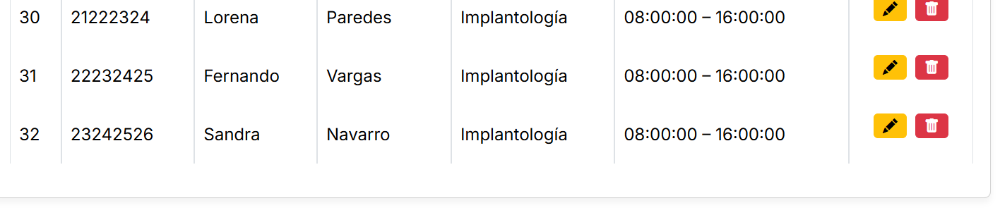 30 21222324 Lorena Paredes Implantología 08:00:00 – 16:00:00
31 22232425 Fernando Vargas Implantología 08:00:00 – 16:00:00
32 23242526 Sandra Navarro Implantología 08:00:00 – 16:00:00